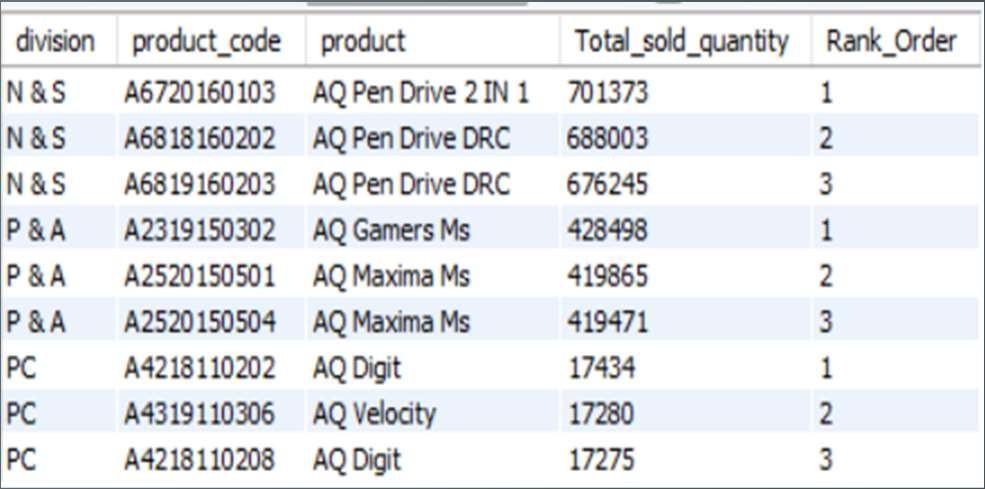 division product_code product Total_sold_quantity Rank_Order
N & S A6720160103 AQ Pen Drive 2 IN 1 701373 1
N & S A6818160202 AQ Pen Drive DRC 688003 2
N & S A6819160203 AQ Pen Drive DRC 676245 3
P & A A2319150302 AQ Gamers Ms 428498 1
P & A A2520150501 AQ Maxima Ms 419865 2
P & A A2520150504 AQ Maxima Ms 419471 3
PC A4218110202 AQ Digit 17434 1
PC A4319110306 AQ Velocity 17280 2
PC A4218110208 AQ Digit 17275 3